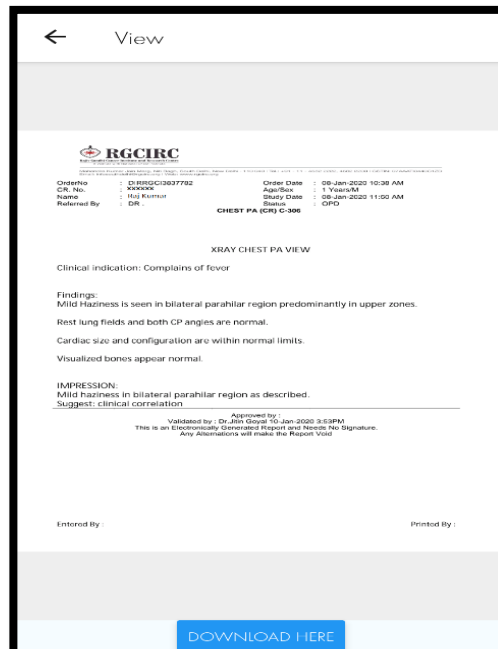 View
RGCIRC
OrderNo : DIRRGCI3637782 Order Date : 08-Jan-2020 10:38 AM
CR. No. : XXXXXX Age/Sex : 1 Years/M
Name : Raj Kumar Study Date : 08-Jan-2020 11:50 AM
Referred By : DR . Status : OPD
CHEST PA (CR) C-306
XRAY CHEST PA VIEW
Clinical indication: Complains of fever
Findings:
Mild Haziness is seen in bilateral parahilar region predominantly in upper zones.
Rest lung fields and both CP angles are normal.
Cardiac size and configuration are within normal limits.
Visualized bones appear normal.
IMPRESSION:
Mild haziness in bilateral parahilar region as described.
Suggest: clinical correlation
Approved by :
Validated by : Dr.Jitin Goyal 10-Jan-2020 3:53PM
This is an Electronically Generated Report and Needs No Signature.
Any Alternations will make the Report Void
Entered By : Printed By :
DOWNLOAD HERE